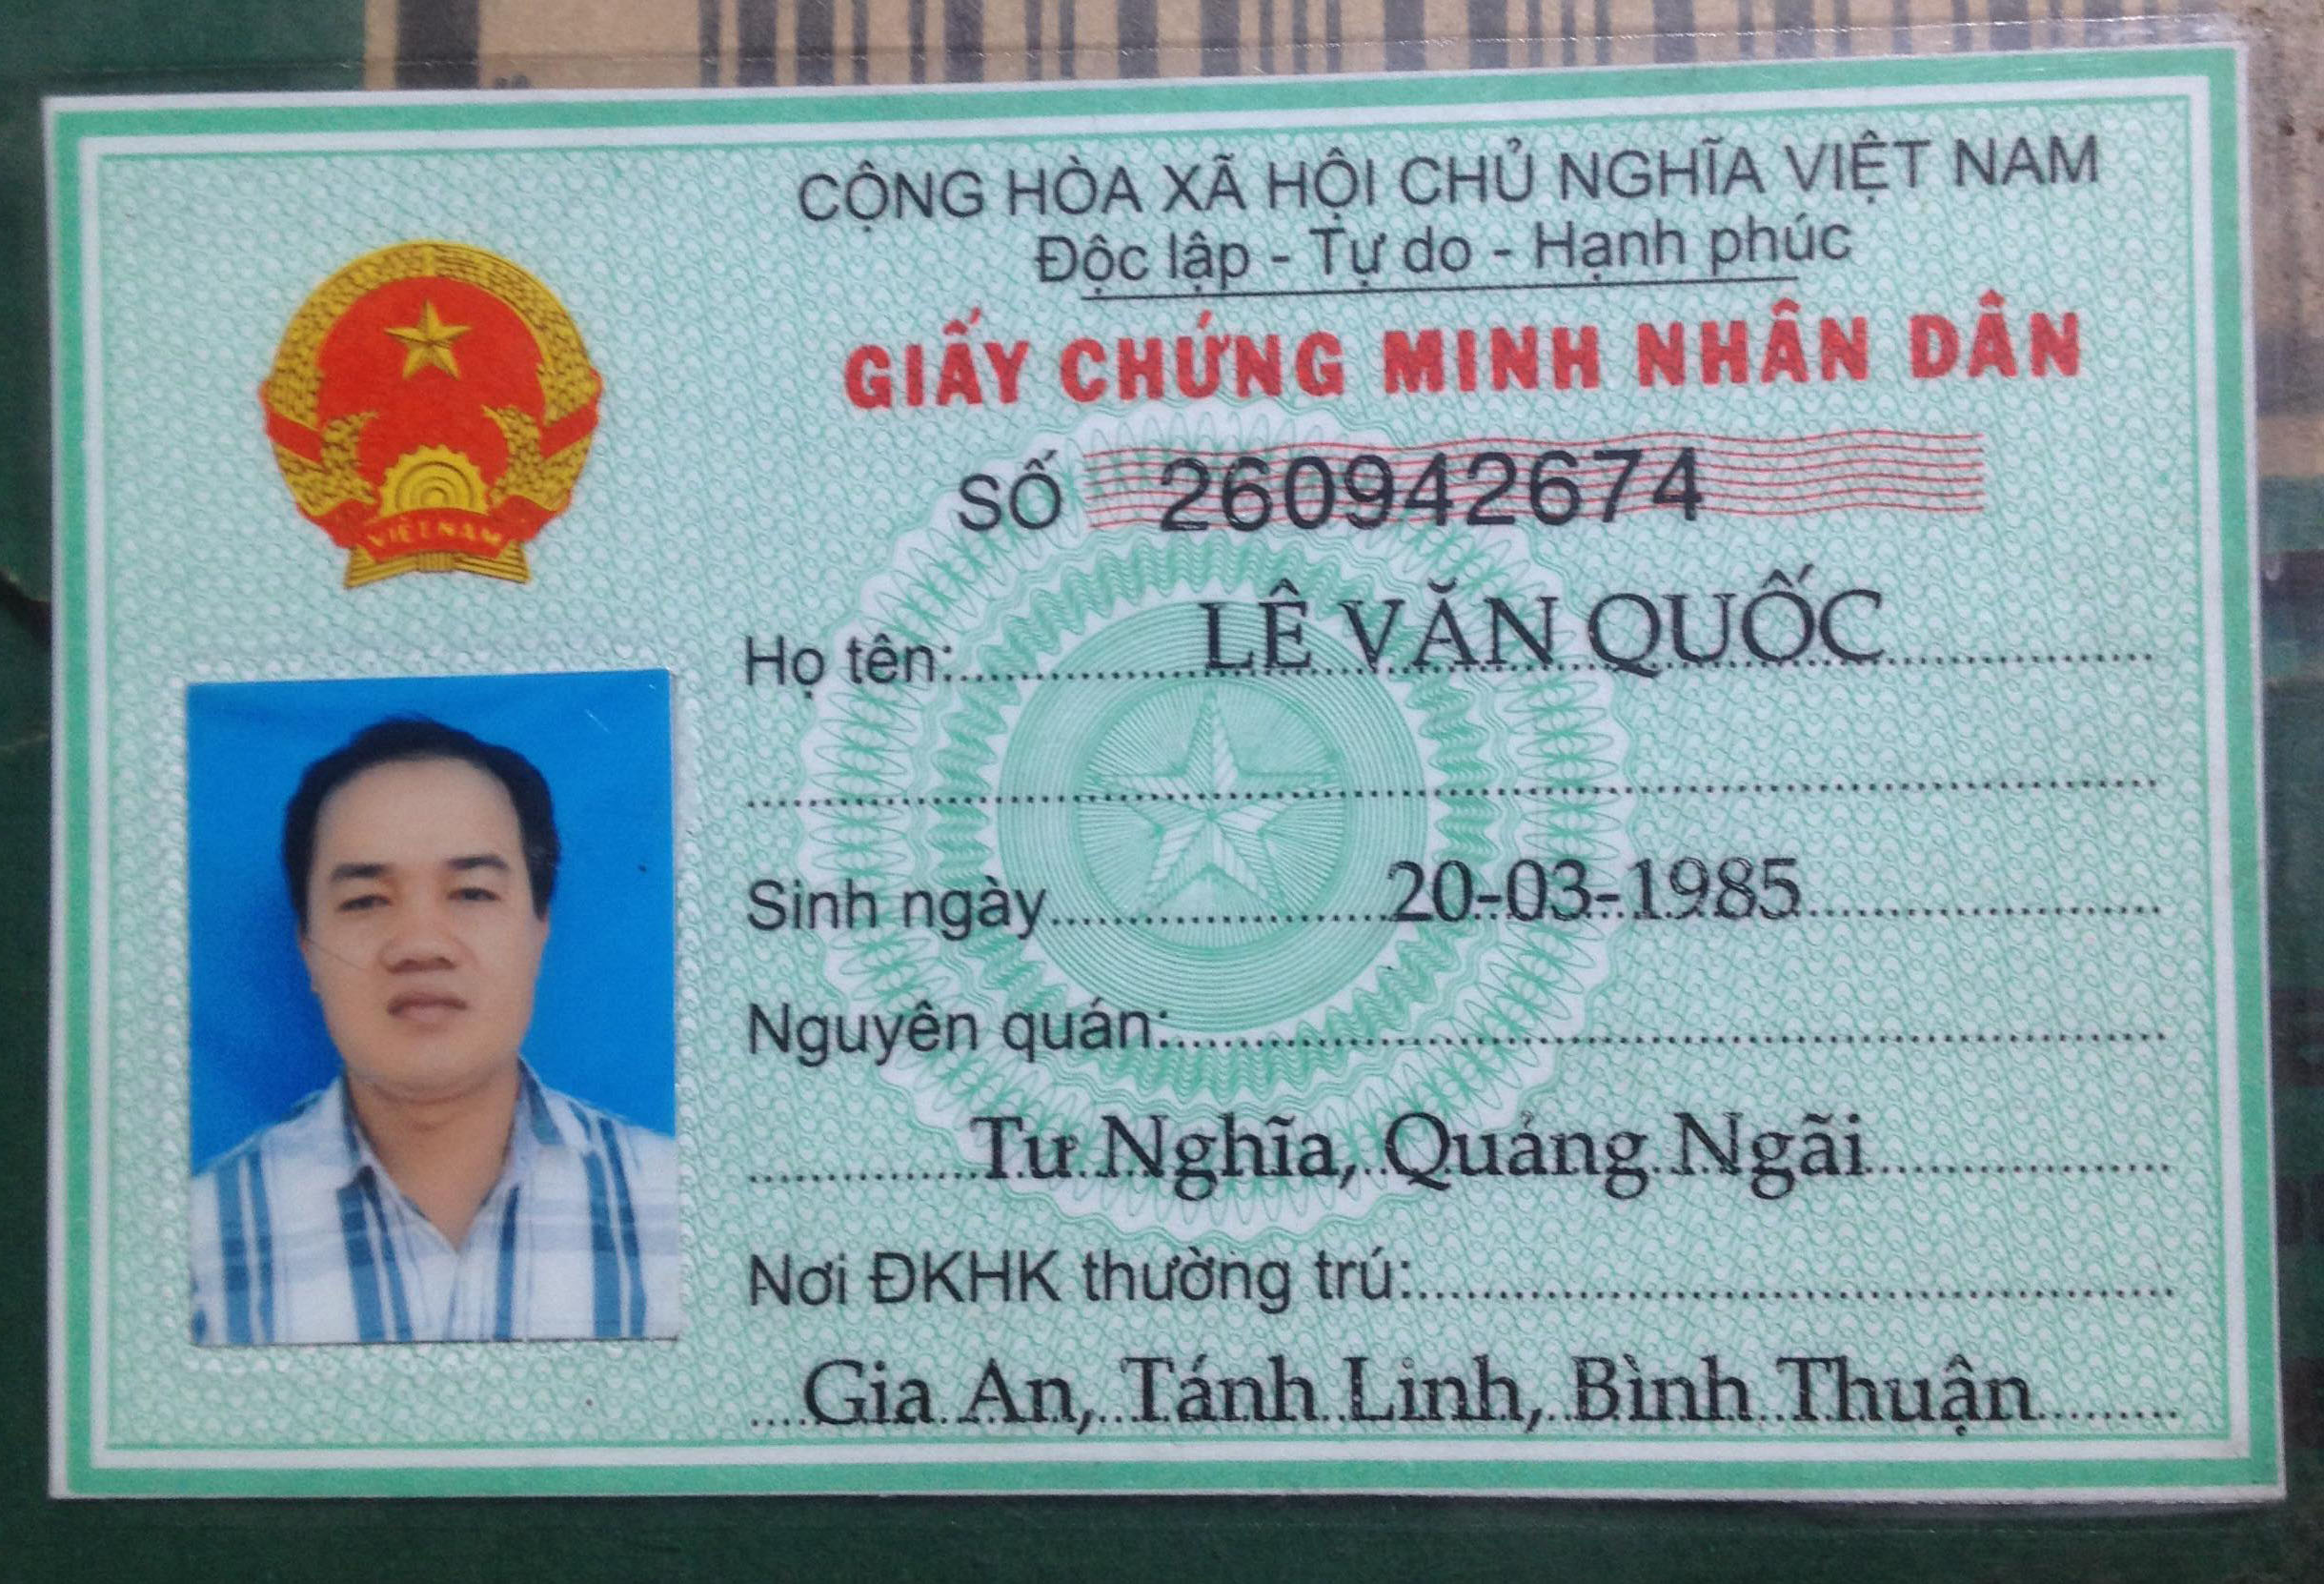 CỘNG HÒA XÃ HỘI CHỦ NGHĨA VIỆT NAM
Độc lập - Tự do - Hạnh phúc
GIẤY CHỨNG MINH NHÂN DÂN
SỐ 260942674
VIỆT NAM
Họ tên: LÊ VĂN QUỐC
Sinh ngày 20-03-1985
Nguyên quán:
Tư Nghĩa, Quảng Ngãi
Nơi ĐKHK thường trú:
Gia An, Tánh Linh, Bình Thuận